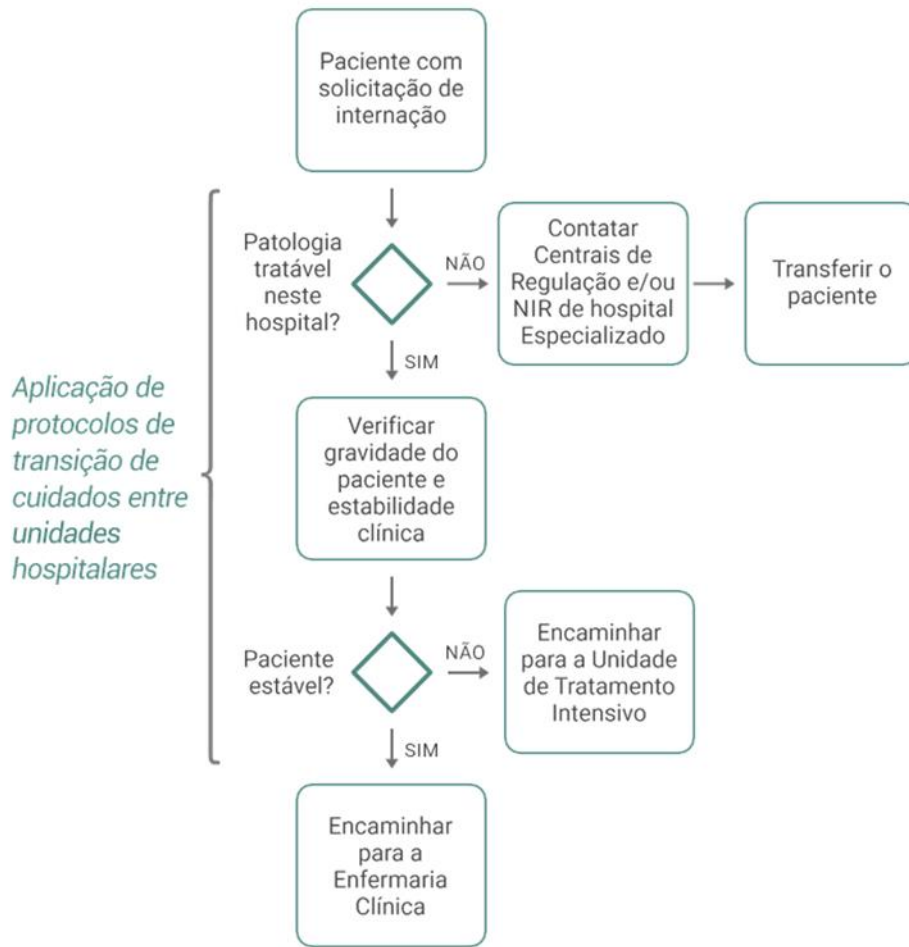 Paciente com
solicitação de
internação
Patologia
tratável
neste
hospital?
NÃO
Contatar
Centrais de
Regulação e/ou
NIR de hospital
Especializado
Transferir o
paciente
SIM
Aplicação de
protocolos de
transição de
cuidados entre
unidades
hospitalares
Verificar
gravidade do
paciente e
estabilidade
clínica
Paciente
estável?
NÃO
Encaminhar
para a Unidade
de Tratamento
Intensivo
SIM
Encaminhar
para a
Enfermaria
Clínica